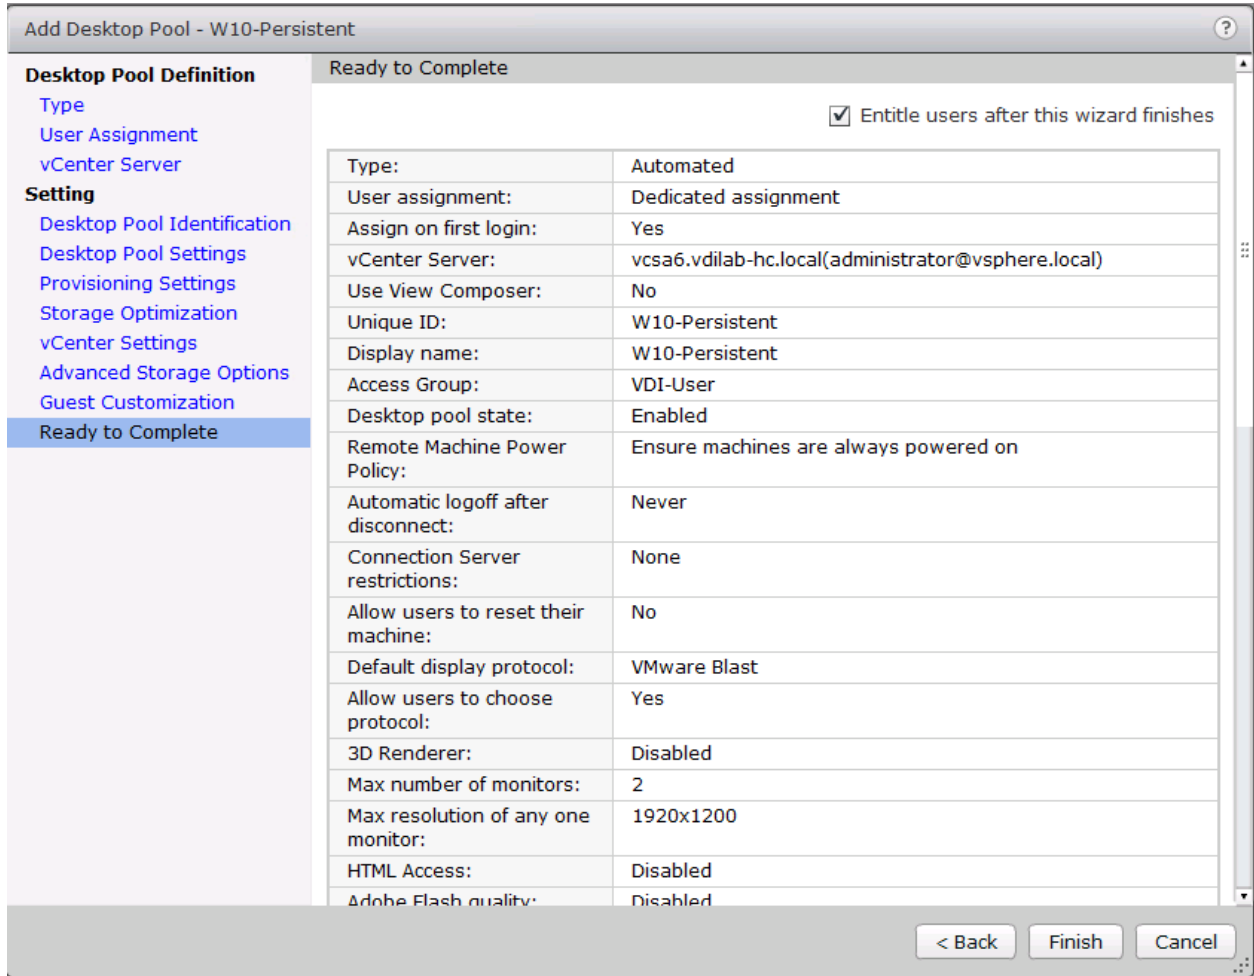 Add Desktop Pool - W10-Persistent
?
Desktop Pool Definition
Type
User Assignment
vCenter Server
Setting
Desktop Pool Identification
Desktop Pool Settings
Provisioning Settings
Storage Optimization
vCenter Settings
Advanced Storage Options
Guest Customization
Ready to Complete
Ready to Complete
Entitle users after this wizard finishes
Type: Automated
User assignment: Dedicated assignment
Assign on first login: Yes
vCenter Server: vcsa6.vdilab-hc.local(administrator@vsphere.local)
Use View Composer: No
Unique ID: W10-Persistent
Display name: W10-Persistent
Access Group: VDI-User
Desktop pool state: Enabled
Remote Machine Power Ensure machines are always powered on
Policy:
Automatic logoff after Never
disconnect:
Connection Server None
restrictions:
Allow users to reset their No
machine:
Default display protocol: VMware Blast
Allow users to choose Yes
protocol:
3D Renderer: Disabled
Max number of monitors: 2
Max resolution of any one 1920x1200
monitor:
HTML Access: Disabled
Adobe Flash quality: Disabled
< Back
Finish
Cancel